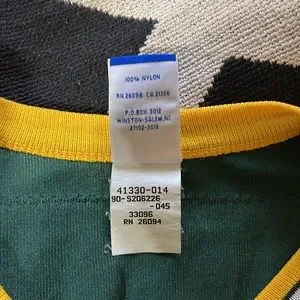 100% NYLON
RN 26094 CA 21356
P.O. BOX 3012
WINSTON-SALEM, NC
27102-3012
41330-014
90-S206226
-045
33096
RN 26094